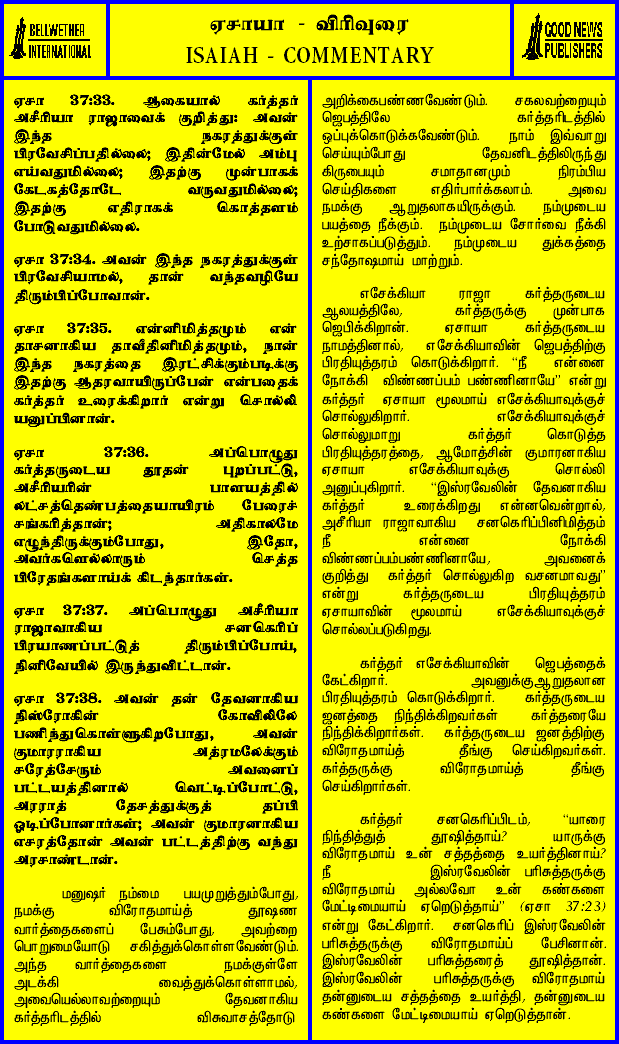 BELLWETHER
INTERNATIONAL
ஏசாயா - விரிவுரை
ISAIAH - COMMENTARY
GOOD NEWS
PUBLISHERS
ஏசா 37:33. ஆகையால் கர்த்தர்
அசீரியா ராஜாவைக் குறித்து: அவன்
இந்த நகரத்துக்குள்
பிரவேசிப்பதில்லை; இதின்மேல் அம்பு
எய்வதுமில்லை; இதற்கு முன்பாகக்
கேடகத்தோடே வருவதுமில்லை;
இதற்கு எதிராகக் கொத்தளம்
போடுவதுமில்லை.
ஏசா 37:34. அவன் இந்த நகரத்துக்குள்
பிரவேசியாமல், தான் வந்தவழியே
திரும்பிப்போவான்.
ஏசா 37:35. என்னிமித்தமும் என்
தாசனாகிய தாவீதினிமித்தமும், நான்
இந்த நகரத்தை இரட்சிக்கும்படிக்கு
இதற்கு ஆதரவாயிருப்பேன் என்பதைக்
கர்த்தர் உரைக்கிறார் என்று சொல்லி
யனுப்பினான்.
ஏசா 37:36. அப்பொழுது
கர்த்தருடைய தூதன் புறப்பட்டு,
அசீரியரின் பாளயத்தில்
லட்சத்தெண்பத்தையாயிரம் பேரைச்
சங்கரித்தான்; அதிகாலமே
எழுந்திருக்கும்போது, இதோ,
அவர்களெல்லாரும் செத்த
பிரேதங்களாய்க் கிடந்தார்கள்.
ஏசா 37:37. அப்பொழுது அசீரியா
ராஜாவாகிய சனகெரிப்
பிரயாணப்பட்டுத் திரும்பிப்போய்,
நினிவேயில் இருந்துவிட்டான்.
ஏசா 37:38. அவன் தன் தேவனாகிய
நிஸ்ரோகின் கோவிலிலே
பணிந்துகொள்ளுகிறபோது, அவன்
குமாரராகிய அத்ரமலேக்கும்
சரேத்சேரும் அவனைப்
பட்டயத்தினால் வெட்டிப்போட்டு,
அரராத் தேசத்துக்குத் தப்பி
ஓடிப்போனார்கள்; அவன் குமாரனாகிய
எசரத்தோன் அவன் பட்டத்திற்கு வந்து
அரசாண்டான்.
மனுஷர் நம்மை பயமுறுத்தும்போது,
நமக்கு விரோதமாய்த் தூஷண
வார்த்தைகளைப் பேசும்போது, அவற்றை
பொறுமையோடு சகித்துக்கொள்ளவேண்டும்.
அந்த வார்த்தைகளை நமக்குள்ளே
அடக்கி வைத்துக்கொள்ளாமல்,
அவையெல்லாவற்றையும் தேவனாகிய
கர்த்தரிடத்தில் விசுவாசத்தோடு
அறிக்கைபண்ணவேண்டும். சகலவற்றையும்
ஜெபத்திலே கர்த்தரிடத்தில்
ஒப்புக்கொடுக்கவேண்டும். நாம் இவ்வாறு
செய்யும்போது தேவனிடத்திலிருந்து
கிருபையும் சமாதானமும் நிரம்பிய
செய்திகளை எதிர்பார்க்கலாம். அவை
நமக்கு ஆறுதலாகயிருக்கும். நம்முடைய
பயத்தை நீக்கும். நம்முடைய சோர்வை நீக்கி
உற்சாகப்படுத்தும். நம்முடைய துக்கத்தை
சந்தோஷமாய் மாற்றும்.
எசேக்கியா ராஜா கர்த்தருடைய
ஆலயத்திலே, கர்த்தருக்கு முன்பாக
ஜெபிக்கிறான். ஏசாயா கர்த்தருடைய
நாமத்தினால், எசேக்கியாவின் ஜெபத்திற்கு
பிரதியுத்தரம் கொடுக்கிறார். “நீ என்னை
நோக்கி விண்ணப்பம் பண்ணினாயே” என்று
கர்த்தர் ஏசாயா மூலமாய் எசேக்கியாவுக்குச்
சொல்லுகிறார். எசேக்கியாவுக்குச்
சொல்லுமாறு கர்த்தர் கொடுத்த
பிரதியுத்தரத்தை, ஆமோத்சின் குமாரனாகிய
ஏசாயா எசேக்கியாவுக்கு சொல்லி
அனுப்புகிறார். “இஸ்ரவேலின் தேவனாகிய
கர்த்தர் உரைக்கிறது என்னவென்றால்,
அசீரியா ராஜாவாகிய சனகெரிப்பினிமித்தம்
நீ என்னை நோக்கி
விண்ணப்பம்பண்ணினாயே, அவனைக்
குறித்து கர்த்தர் சொல்லுகிற வசனமாவது”
என்று கர்த்தருடைய பிரதியுத்தரம்
ஏசாயாவின் மூலமாய் எசேக்கியாவுக்குச்
சொல்லப்படுகிறது.
கர்த்தர் எசேக்கியாவின் ஜெபத்தைக்
கேட்கிறார். அவனுக்குஆறுதலான
பிரதியுத்தரம் கொடுக்கிறார். கர்த்தருடைய
ஜனத்தை நிந்திக்கிறவர்கள் கர்த்தரையே
நிந்திக்கிறார்கள். கர்த்தருடைய ஜனத்திற்கு
விரோதமாய்த் தீங்கு செய்கிறவர்கள்.
கர்த்தருக்கு விரோதமாய்த் தீங்கு
செய்கிறார்கள்.
கர்த்தர் சனகெரிப்பிடம், “யாரை
நிந்தித்துத் தூஷித்தாய்? யாருக்கு
விரோதமாய் உன் சத்தத்தை உயர்த்தினாய்?
நீ இஸ்ரவேலின் பரிசுத்தருக்கு
விரோதமாய் அல்லவோ உன் கண்களை
மேட்டிமையாய் ஏறெடுத்தாய்” (ஏசா 37:23)
என்று கேட்கிறார். சனகெரிப் இஸ்ரவேலின்
பரிசுத்தருக்கு விரோதமாய்ப் பேசினான்.
இஸ்ரவேலின் பரிசுத்தரைத் தூஷித்தான்.
இஸ்ரவேலின் பரிசுத்தருக்கு விரோதமாய்
தன்னுடைய சத்தத்தை உயர்த்தி, தன்னுடைய
கண்களை மேட்டிமையாய் ஏறெடுத்தான்.